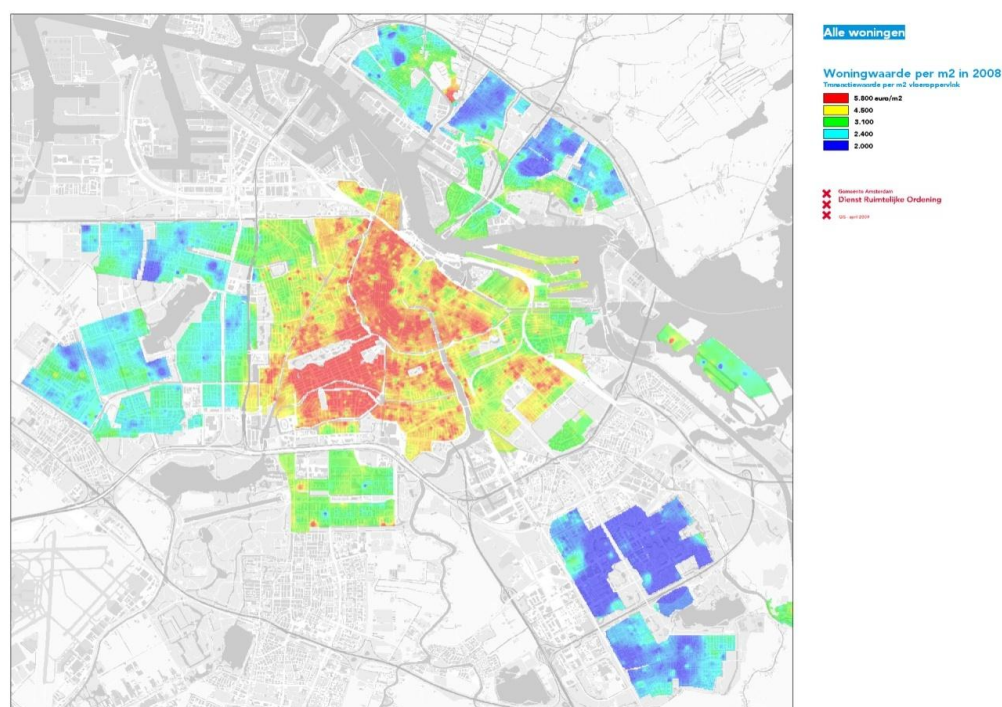 Alle woningen
Woningwaarde per m2 in 2008
Transactiewaarde per m2 vloeroppervlak
5.800 euro/m2
4.500
3.100
2.400
2.000
Gemeente Amsterdam
Dienst Ruimtelijke Ordening